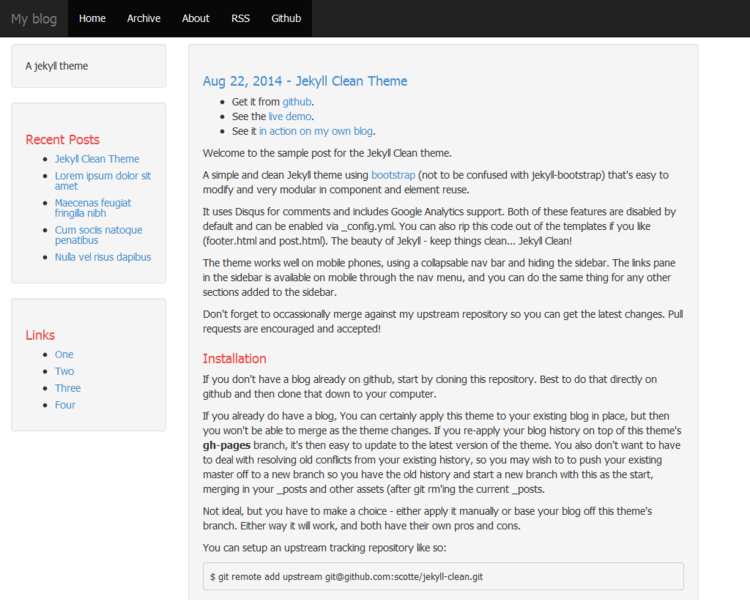 My blog Home Archive About RSS Github
A jekyll theme
Recent Posts
Jekyll Clean Theme
Lorem ipsum dolor sit
amet
Maecenas feugiat
fringilla nibh
Cum sociis natoque
penatibus
Nulla vel risus dapibus
Links
One
Two
Three
Four
Aug 22, 2014 - Jekyll Clean Theme
Get it from github.
See the live demo.
See it in action on my own blog.
Welcome to the sample post for the Jekyll Clean theme.
A simple and clean Jekyll theme using bootstrap (not to be confused with jekyll-bootstrap) that's easy to
modify and very modular in component and element reuse.
It uses Disqus for comments and includes Google Analytics support. Both of these features are disabled by
default and can be enabled via _config.yml. You can also rip this code out of the templates if you like
(footer.html and post.html). The beauty of Jekyll - keep things clean... Jekyll Clean!
The theme works well on mobile phones, using a collapsable nav bar and hiding the sidebar. The links pane
in the sidebar is available on mobile through the nav menu, and you can do the same thing for any other
sections added to the sidebar.
Don't forget to occassionally merge against my upstream repository so you can get the latest changes. Pull
requests are encouraged and accepted!
Installation
If you don't have a blog already on github, start by cloning this repository. Best to do that directly on
github and then clone that down to your computer.
If you already do have a blog, You can certainly apply this theme to your existing blog in place, but then
you won't be able to merge as the theme changes. If you re-apply your blog history on top of this theme's
gh-pages branch, it's then easy to update to the latest version of the theme. You also don't want to have
to deal with resolving old conflicts from your existing history, so you may wish to to push your existing
master off to a new branch so you have the old history and start a new branch with this as the start,
merging in your _posts and other assets (after git rm'ing the current _posts.
Not ideal, but you have to make a choice - either apply it manually or base your blog off this theme's
branch. Either way it will work, and both have their own pros and cons.
You can setup an upstream tracking repository like so:
$ git remote add upstream git@github.com:scotte/jekyll-clean.git